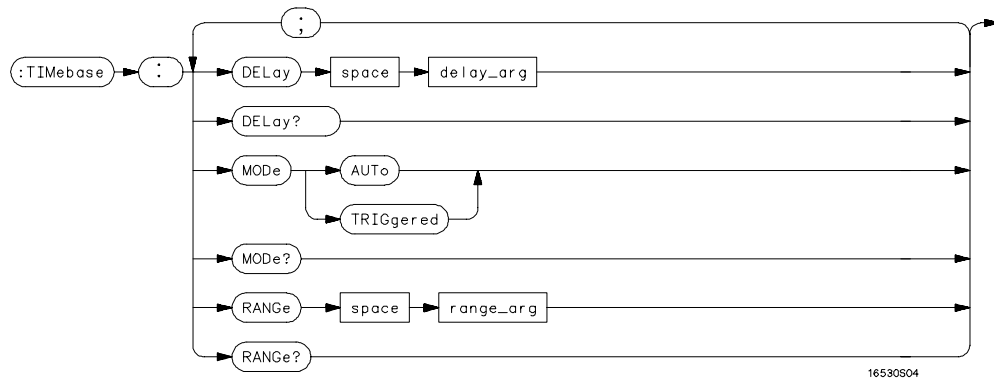 ;
:TIMebase : DELay space delay_arg
DELay?
MODe AUTo
TRIGgered
MODe?
RANGe space range_arg
RANGe?
16530S04